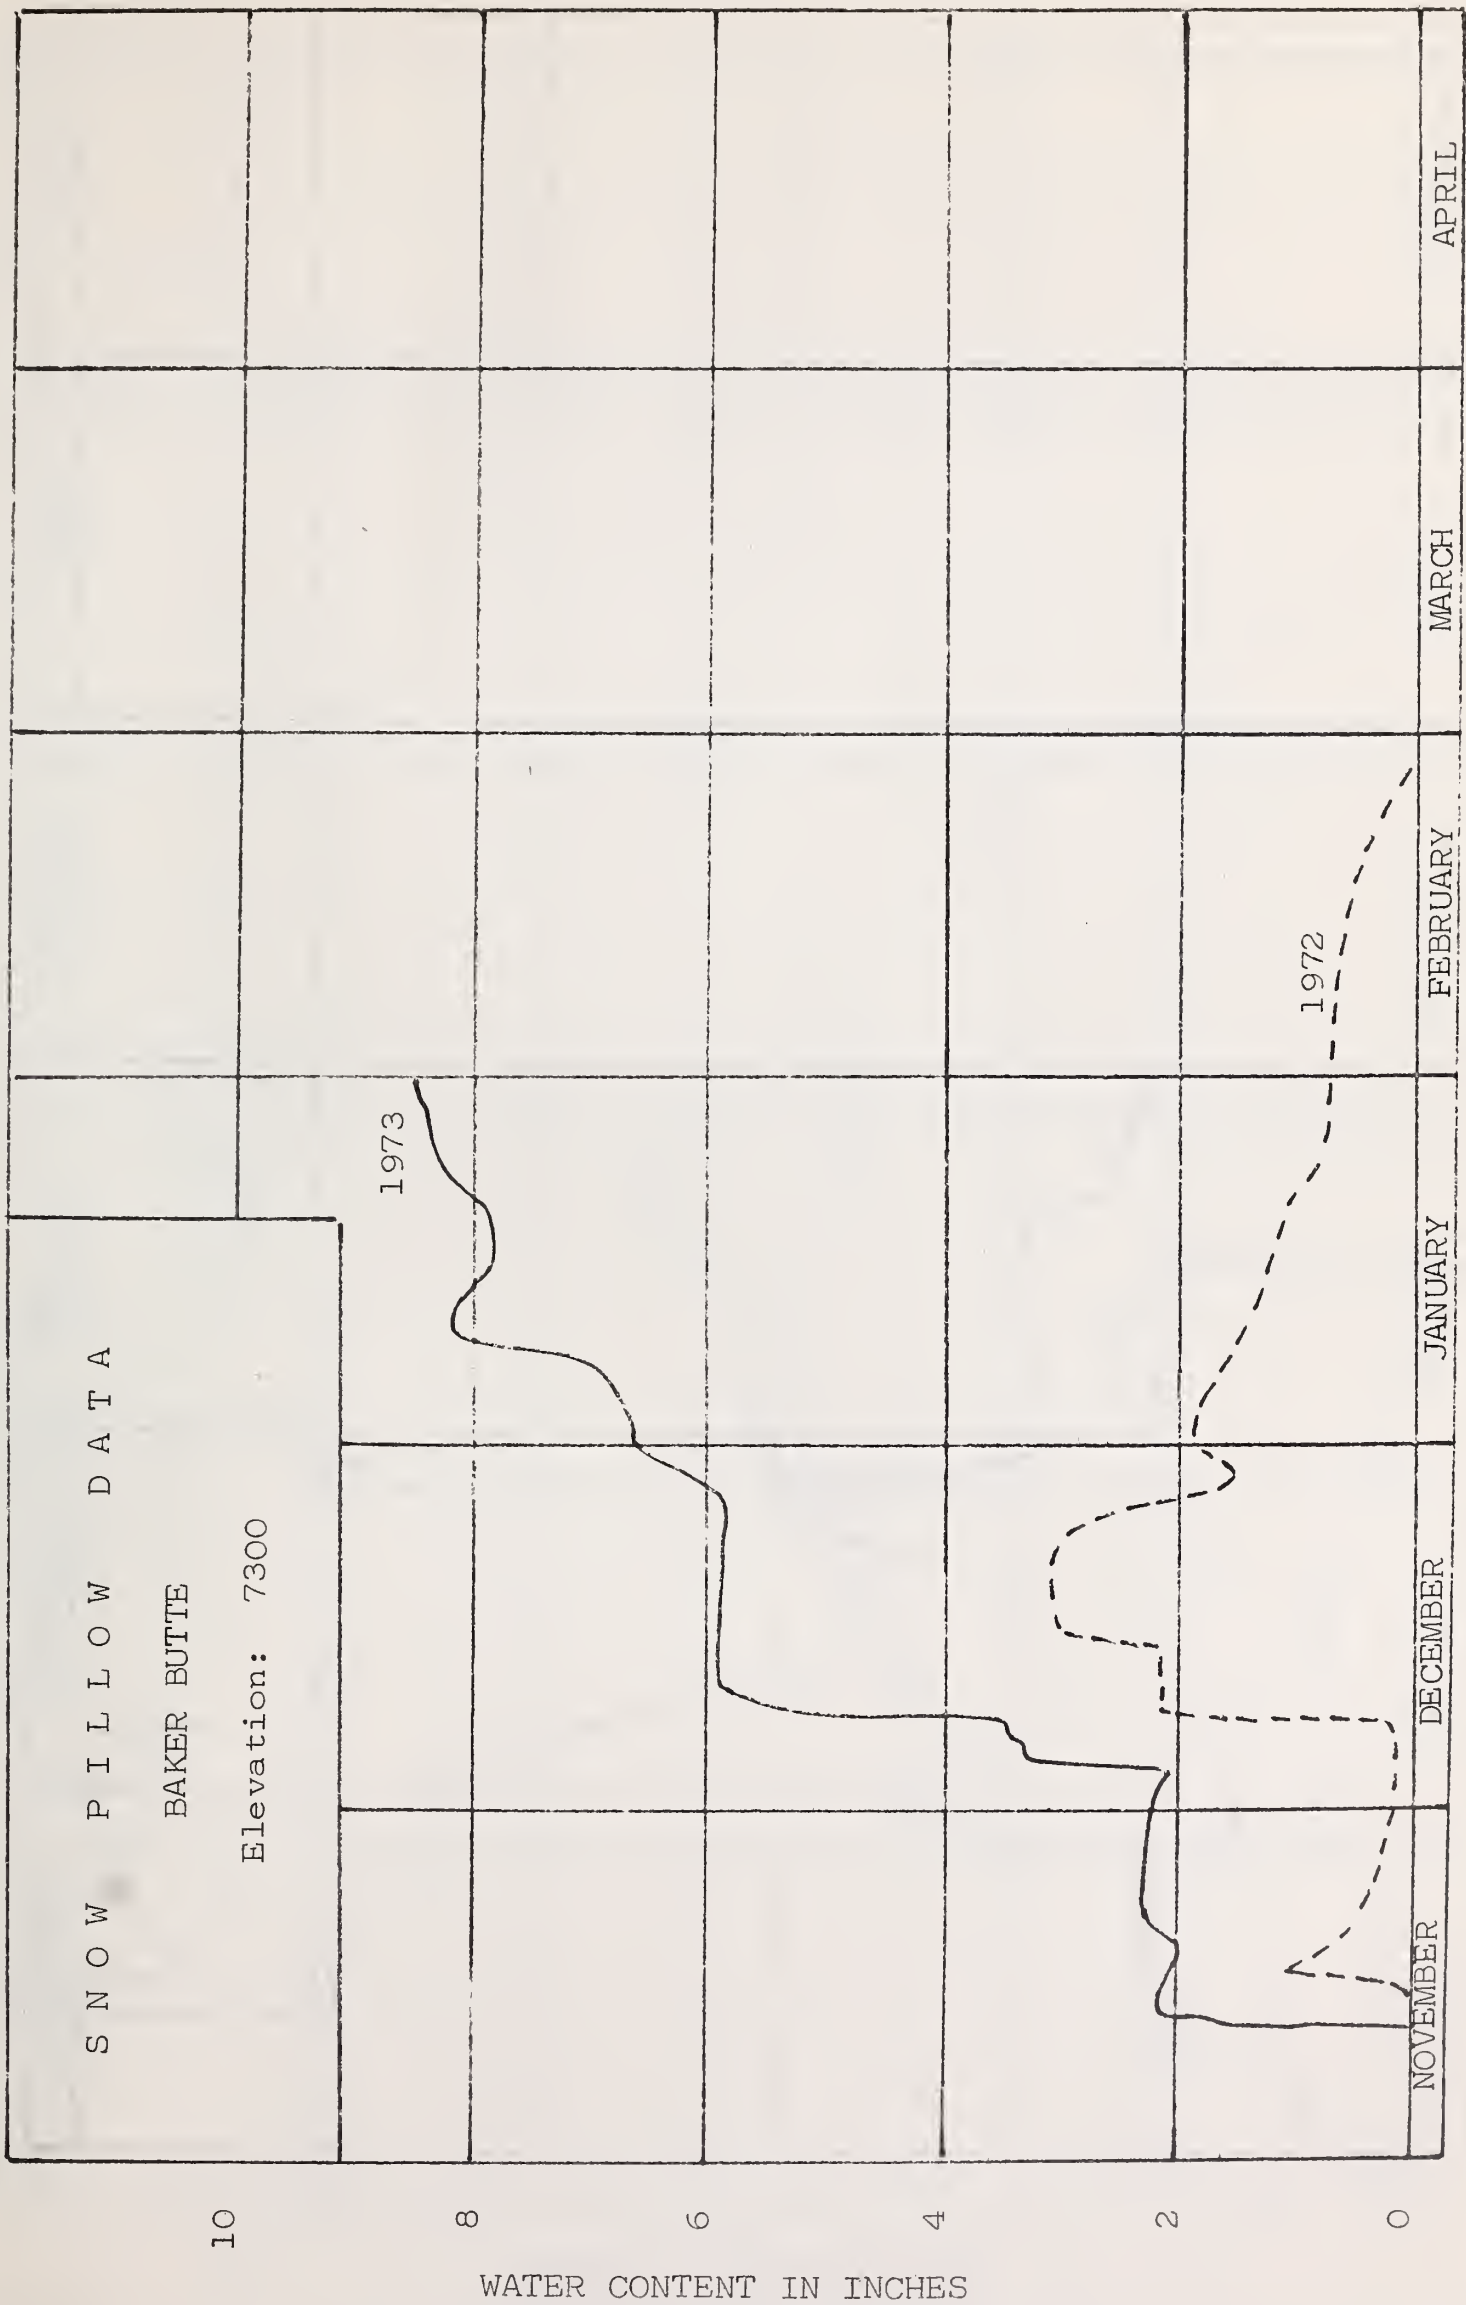 SNOW PILLOW DATA
BAKER BUTTE
Elevation: 7300
1973
1972
10
8
6
4
2
0
WATER CONTENT IN INCHES
NOVEMBER
DECEMBER
JANUARY
FEBRUARY
MARCH
APRIL